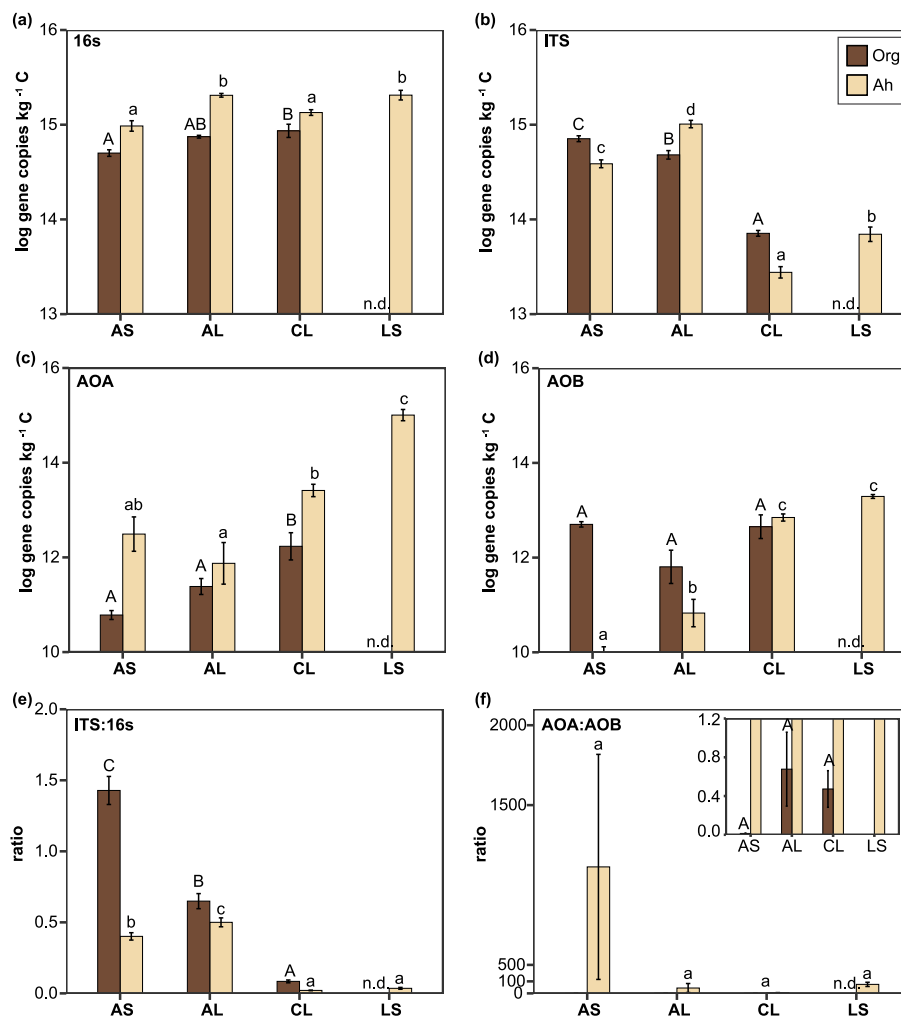 (a)
16s
log gene copies kg⁻¹ C
16
15
14
13
A
a
AB
b
B
a
n.d.
b
AS AL CL LS
(b)
ITS
Org
Ah
log gene copies kg⁻¹ C
16
15
14
13
C
c
B
d
A
a
n.d.
b
AS AL CL LS
(c)
AOA
log gene copies kg⁻¹ C
16
14
12
10
A
ab
A
a
B
b
n.d.
c
AS AL CL LS
(d)
AOB
log gene copies kg⁻¹ C
16
14
13
12
10
A
a
A
b
A
c
n.d.
c
AS AL CL LS
(e)
ITS:16s
ratio
2.0
1.5
1.0
0.5
0.0
C
b
B
c
A
a
n.d.
a
AS AL CL LS
(f)
AOA:AOB
ratio
2000
1500
500
100
0
a
a
a
n.d.
a
AS AL CL LS
1.2
0.8
0.4
0.0
A
A
A
AS AL CL LS